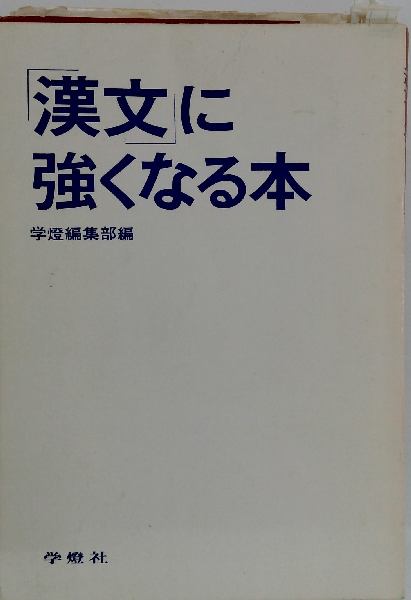 「漢文」に
強くなる本
学燈編集部編
学燈社